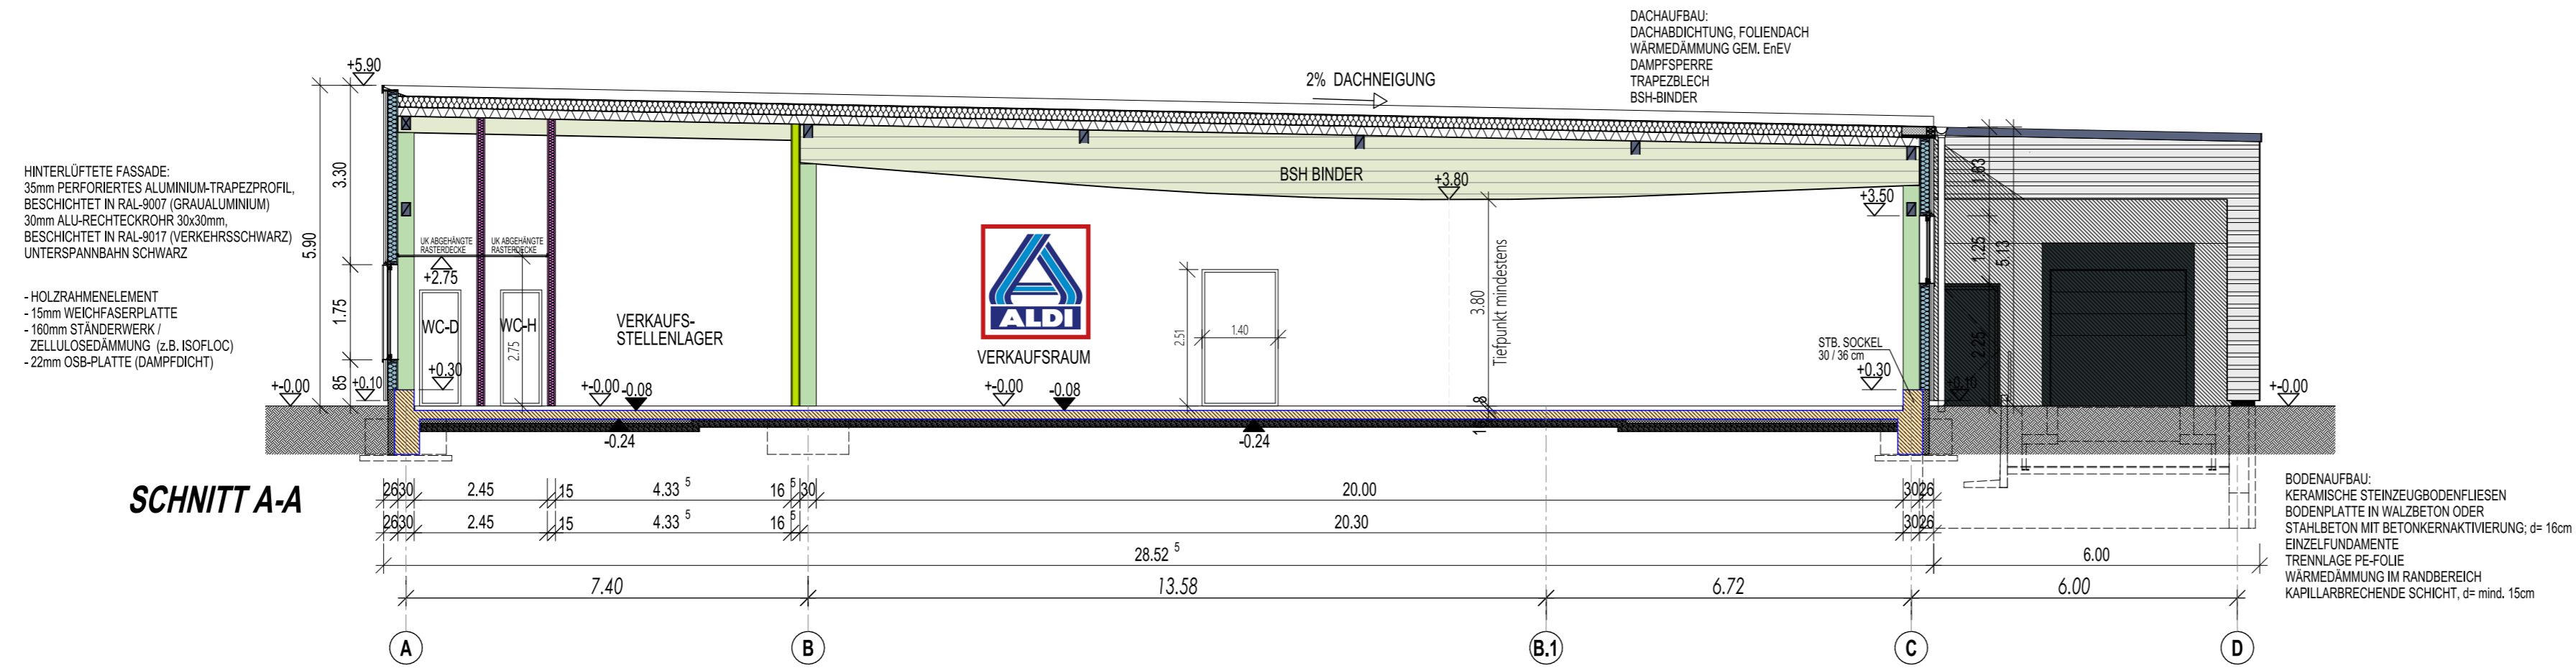 DACHAUFBAU:
DACHABDICHTUNG, FOLIENDACH
WÄRMEDÄMMUNG GEM. EnEV
DAMPFSPERRE
TRAPEZBLECH
BSH-BINDER
2% DACHNEIGUNG
+5.90
5.90
3.30
1.75
85
HINTERLÜFTETE FASSADE:
35mm PERFORIERTES ALUMINIUM-TRAPEZPROFIL,
BESCHICHTET IN RAL-9007 (GRAUALUMINIUM)
30mm ALU-RECHTECKROHR 30x30mm,
BESCHICHTET IN RAL-9017 (VERKEHRSSCHWARZ)
UNTERSPANNBAHN SCHWARZ
- HOLZRAHMENELEMENT
- 15mm WEICHFASERPLATTE
- 160mm STÄNDERWERK /
ZELLULOSEDÄMMUNG (z.B. ISOFLOC)
- 22mm OSB-PLATTE (DAMPFDICHT)
+-0.00
+0.10
UK ABGEHÄNGTE
RASTERDECKE
UK ABGEHÄNGTE
RASTERDECKE
+2.75
WC-D
WC-H
2.75
+0.30
VERKAUFS-
STELLENLAGER
+-0.00
-0.08
-0.24
BSH BINDER
ALDI
VERKAUFSRAUM
+-0.00
-0.08
-0.24
2.51
1.40
+3.80
3.80
Tiefpunkt mindestens
8
16
+3.50
STB. SOCKEL
30 / 36 cm
+0.30
+0.10
1.63
1.25
5.13
2.25
+-0.00
SCHNITT A-A
26 30 2.45 15 4.33 5 16 5 30 20.00 30 26
26 30 2.45 15 4.33 5 16 5 20.30 30 26
28.52 5 6.00
7.40 13.58 6.72 6.00
A B B.1 C D
BODENAUFBAU:
KERAMISCHE STEINZEUGBODENFLIESEN
BODENPLATTE IN WALZBETON ODER
STAHLBETON MIT BETONKERNAKTIVIERUNG; d= 16cm
EINZELFUNDAMENTE
TRENNLAGE PE-FOLIE
WÄRMEDÄMMUNG IM RANDBEREICH
KAPILLARBRECHENDE SCHICHT, d= mind. 15cm